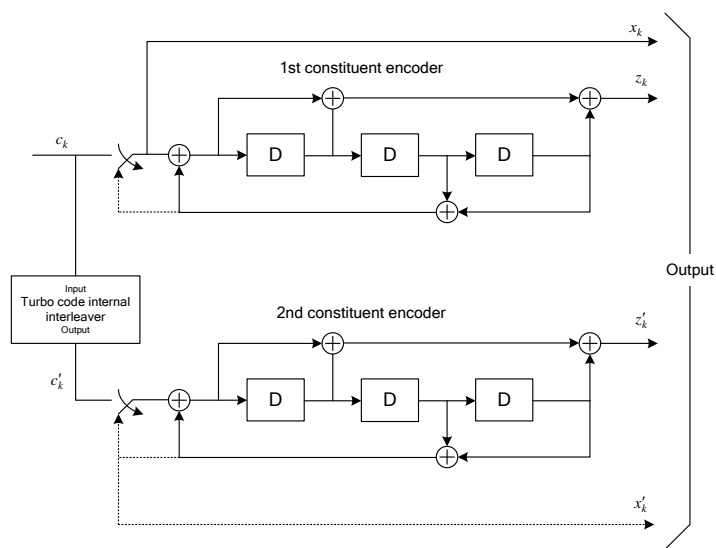 x_k
1st constituent encoder
z_k
c_k
D D D
Output
Input
Turbo code internal
interleaver
Output
2nd constituent encoder
z′_k
c′_k
D D D
x′_k